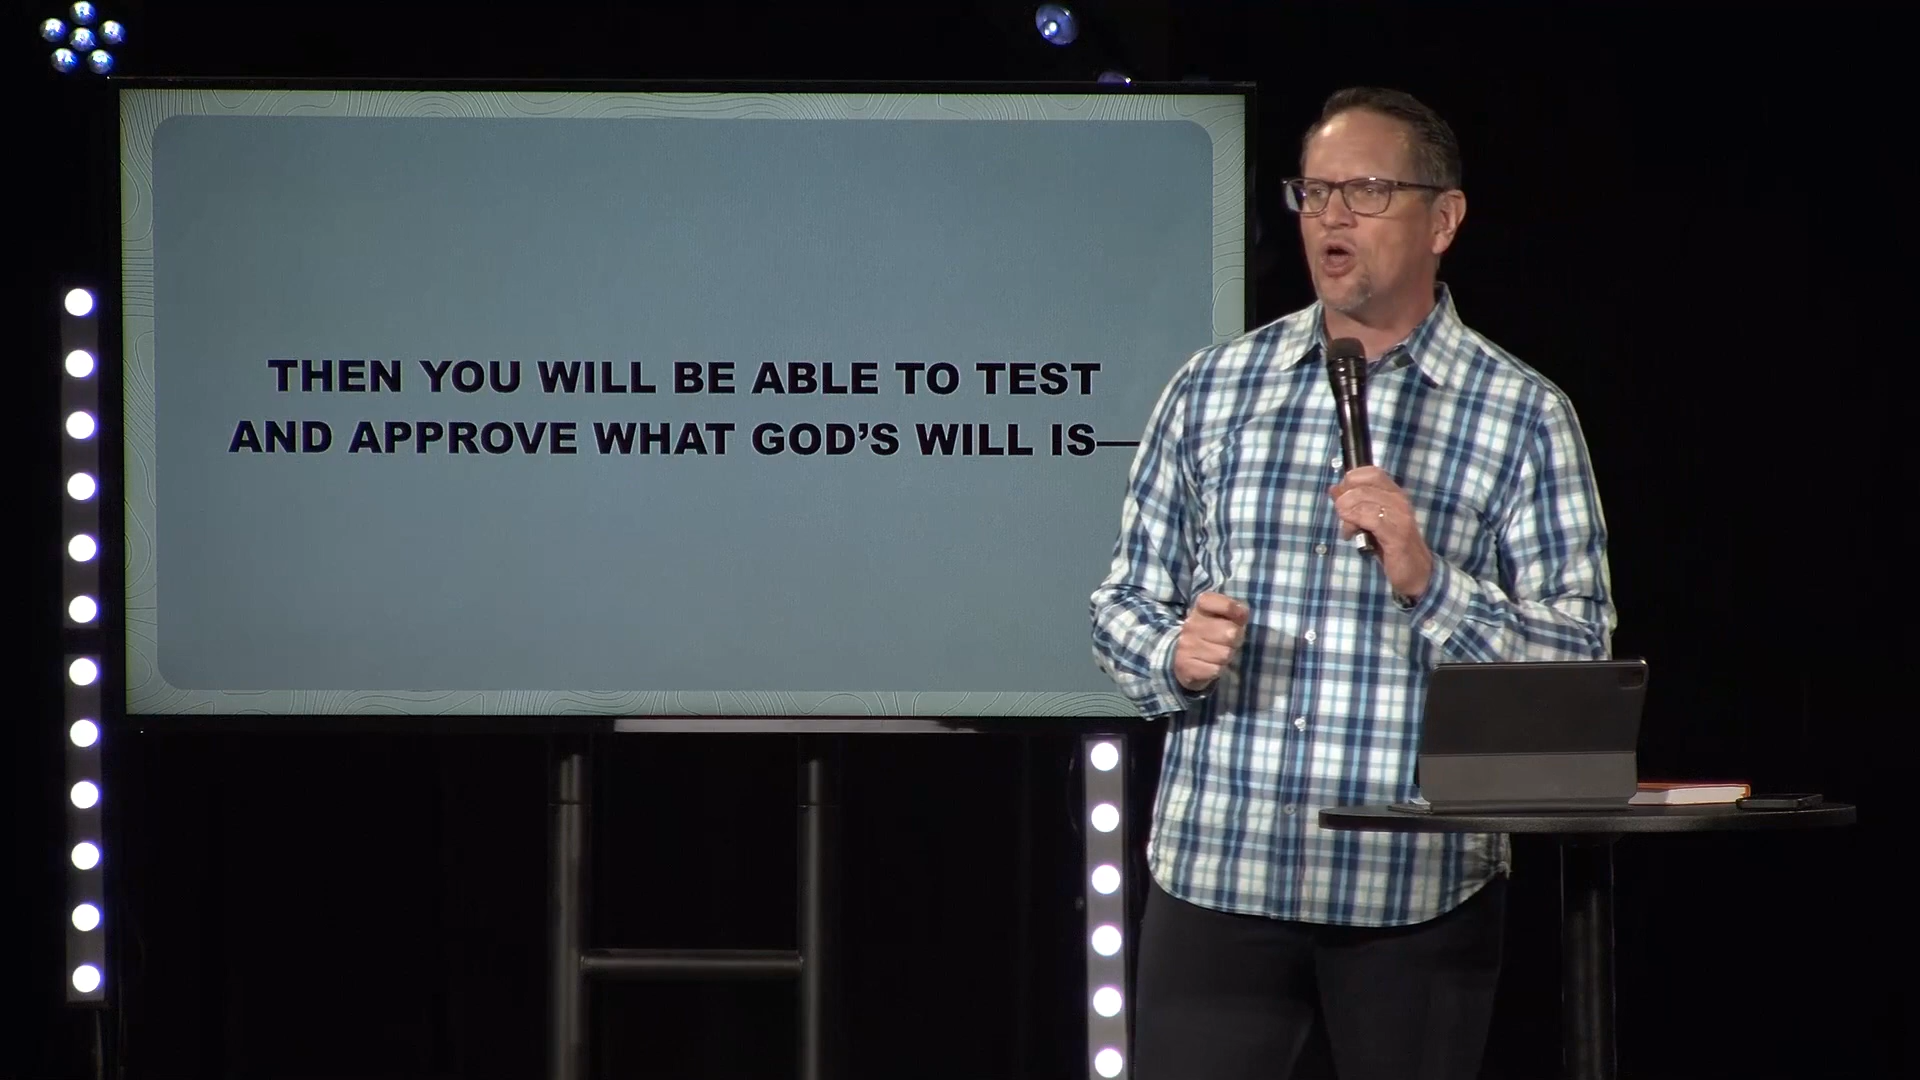 THEN YOU WILL BE ABLE TO TEST
AND APPROVE WHAT GOD’S WILL IS—